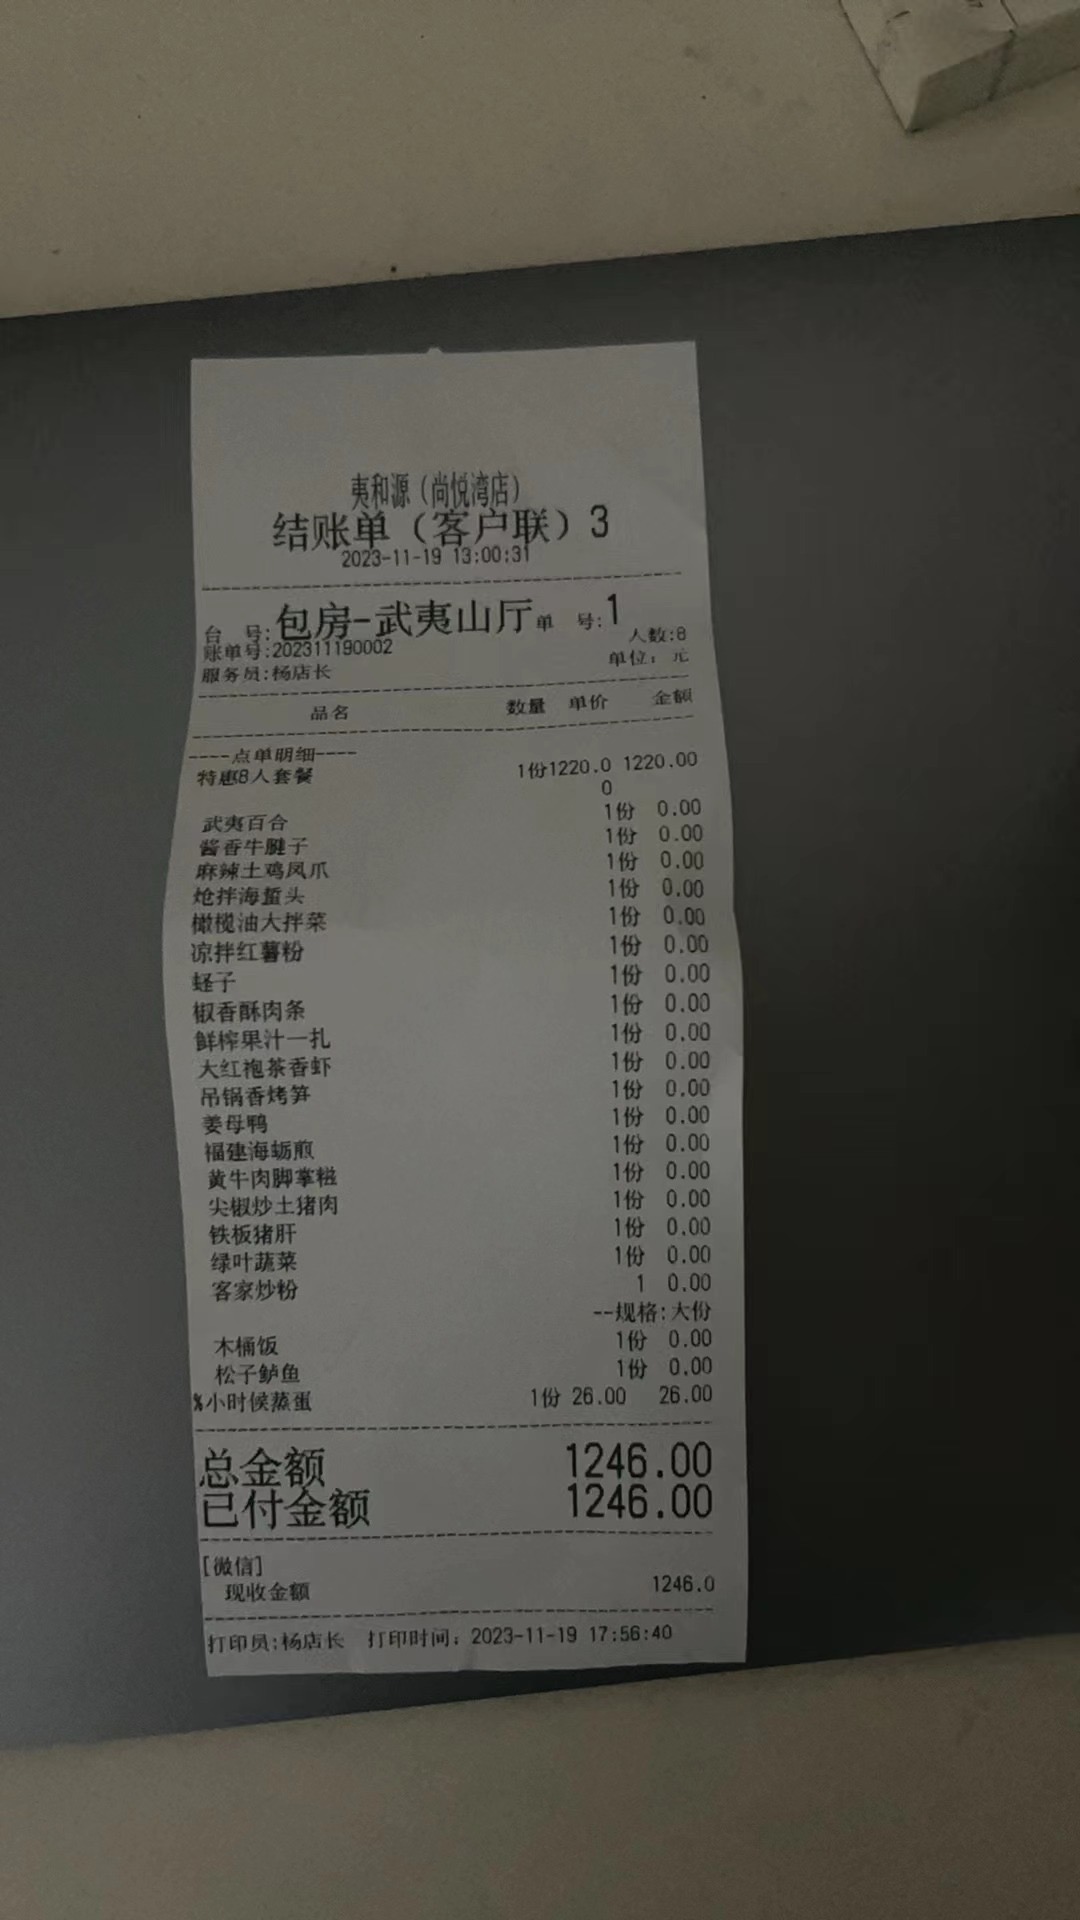 夷和源（尚悦湾店）
结账单（客户联）3
2023-11-19 13:00:31
台 号:包房-武夷山厅 单 号:1
账单号:202311190002 人数:8
服务员:杨店长 单位：元
品名 数量 单价 金额
----点单明细----
特惠8人套餐 1份1220.0 1220.00
0
武夷百合 1份 0.00
酱香牛腱子 1份 0.00
麻辣土鸡凤爪 1份 0.00
炝拌海蜇头 1份 0.00
橄榄油大拌菜 1份 0.00
凉拌红薯粉 1份 0.00
蛏子 1份 0.00
椒香酥肉条 1份 0.00
鲜榨果汁一扎 1份 0.00
大红袍茶香虾 1份 0.00
吊锅香烤笋 1份 0.00
姜母鸭 1份 0.00
福建海蛎煎 1份 0.00
黄牛肉脚掌糍 1份 0.00
尖椒炒土猪肉 1份 0.00
铁板猪肝 1份 0.00
绿叶蔬菜 1份 0.00
客家炒粉 1 0.00
--规格:大份
木桶饭 1份 0.00
松子鲈鱼 1份 0.00
%小时候蒸蛋 1份 26.00 26.00
总金额 1246.00
已付金额 1246.00
[微信]
现收金额 1246.0
打印员:杨店长 打印时间：2023-11-19 17:56:40